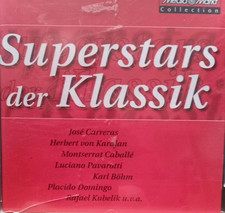 Media Markt
Collection
Superstars
der Klassik
José Carreras
Herbert von Karajan
Montserrat Caballé
Luciano Pavarotti
Karl Böhm
Placido Domingo
Rafael Kubelik u.v.a.